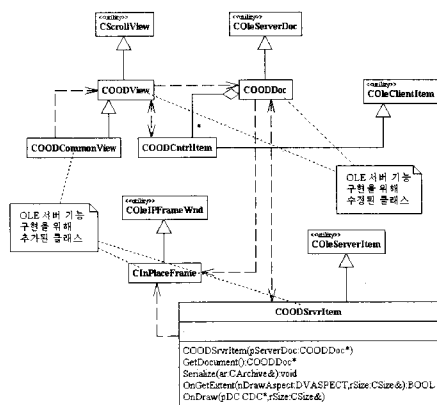 <<utility>>
CScrollView
<<utility>>
COleServerDoc
COODView
COODDoc
<<utility>>
COleClientItem
COODCommonView
*
COODCntrItem
OLE 서버 기능
구현을 위해
수정된 클래스
OLE 서버 기능
구현을 위해
추가된 클래스
<<utility>>
COleIPFrameWnd
<<utility>>
COleServerItem
CInPlaceFrame
COODSrvrItem
COODSrvrItem(pServerDoc:COODDoc*)
GetDocument():COODDoc*
Serialize(ar:CArchive&):void
OnGetExtent(nDrawAspect:DVASPECT,rSize:CSize&):BOOL
OnDraw(pDC:CDC*,rSize:CSize&)